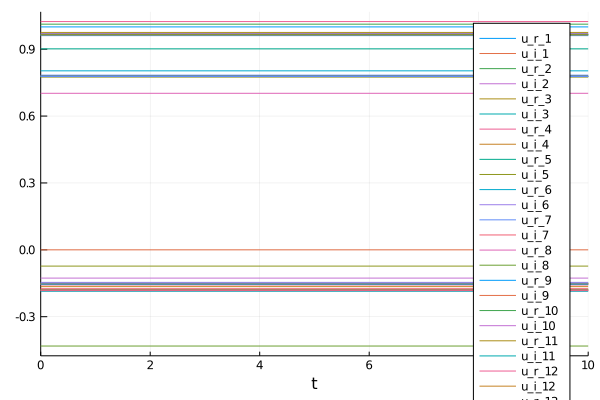 0.9
0.6
0.3
0.0
-0.3
0
2
4
6
10
t
u_r_1
u_i_1
u_r_2
u_i_2
u_r_3
u_i_3
u_r_4
u_i_4
u_r_5
u_i_5
u_r_6
u_i_6
u_r_7
u_i_7
u_r_8
u_i_8
u_r_9
u_i_9
u_r_10
u_i_10
u_r_11
u_i_11
u_r_12
u_i_12